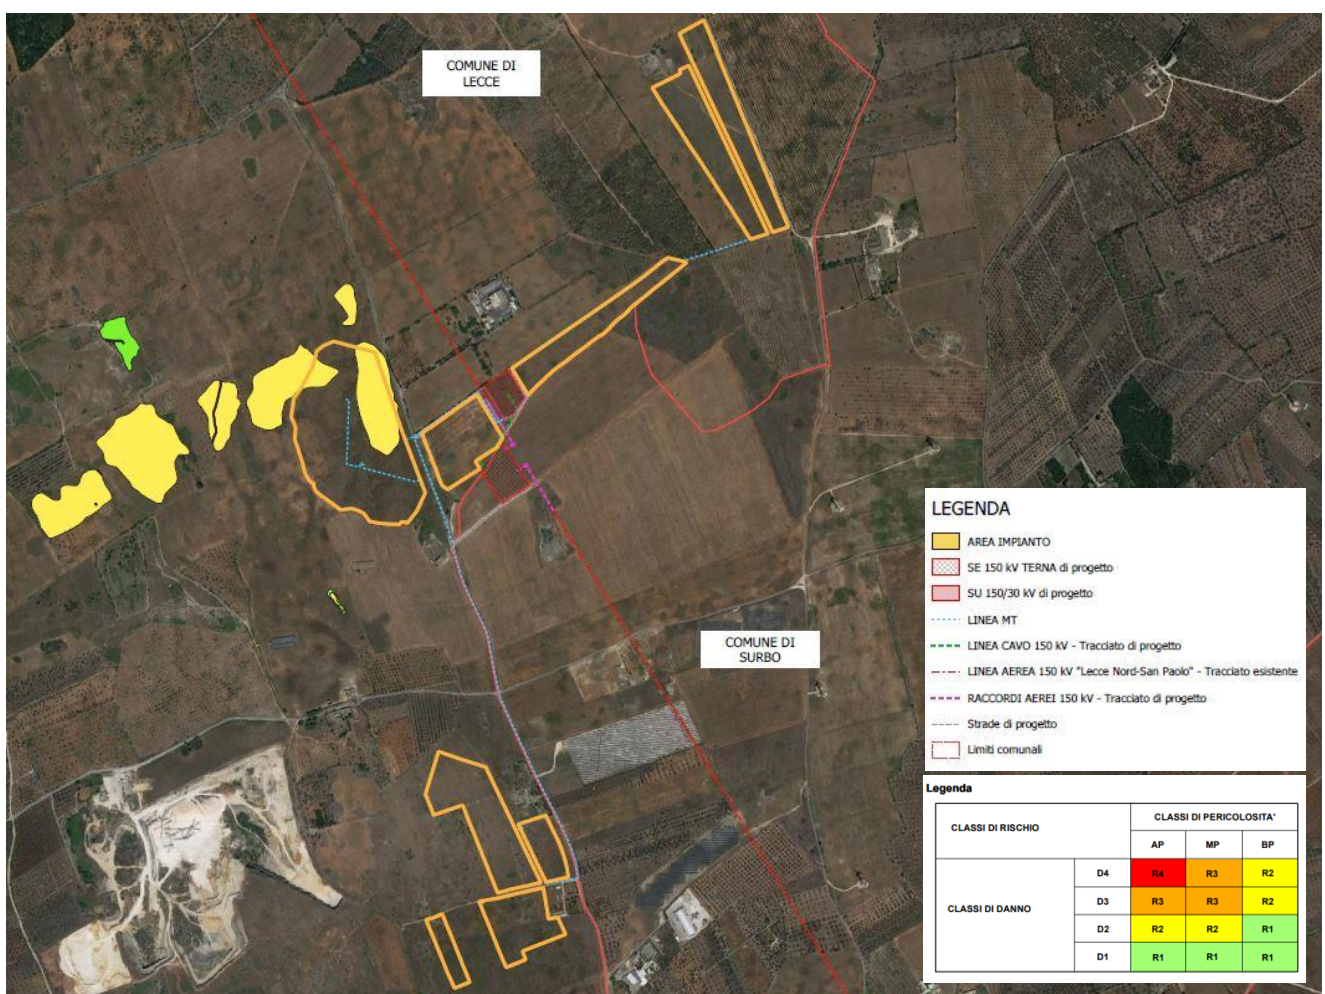 COMUNE DI
LECCE
COMUNE DI
SURBO
LEGENDA
AREA IMPIANTO
SE 150 kV TERNA di progetto
SU 150/30 kV di progetto
LINEA MT
LINEA CAVO 150 kV - Tracciato di progetto
LINEA AEREA 150 kV "Lecce Nord-San Paolo" - Tracciato esistente
RACCORDI AEREI 150 kV - Tracciato di progetto
Strade di progetto
Limiti comunali
Legenda
CLASSI DI RISCHIO
CLASSI DI PERICOLOSITA'
AP MP BP
CLASSI DI DANNO
D4 R4 R3 R2
D3 R3 R3 R2
D2 R2 R2 R1
D1 R1 R1 R1